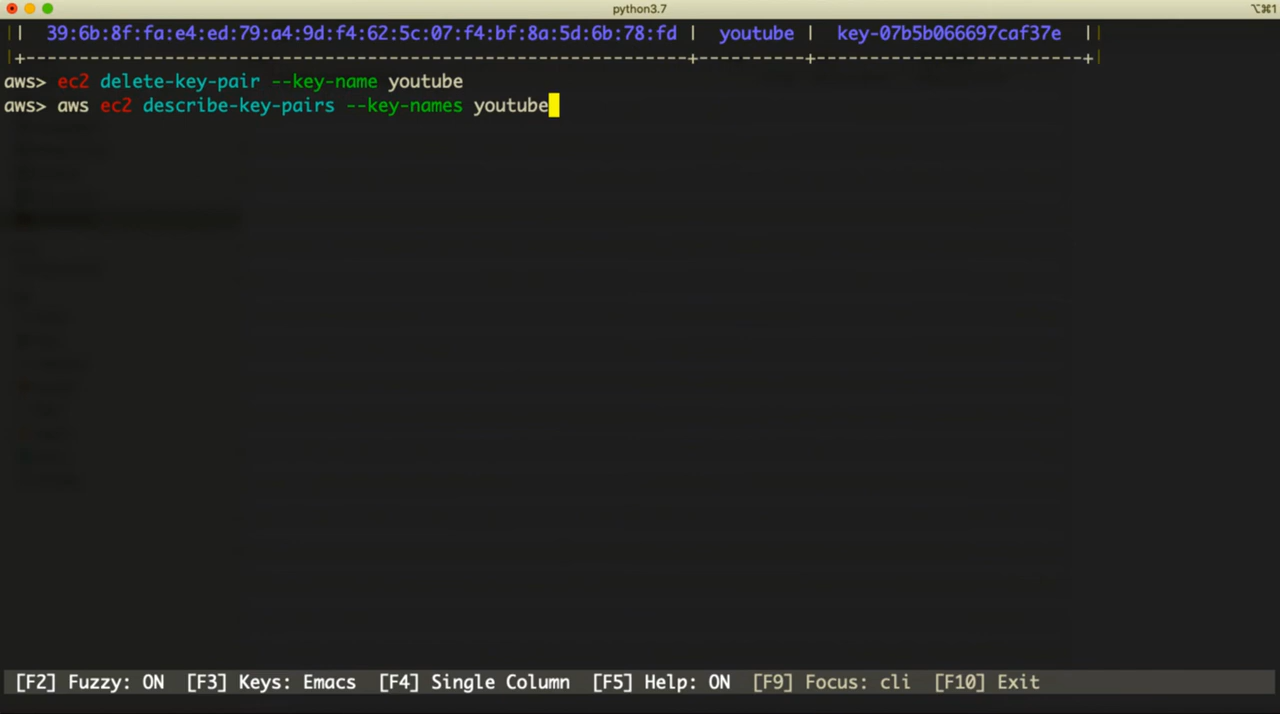 python3.7
⌥⌘1
|| 39:6b:8f:fa:e4:ed:79:a4:9d:f4:62:5c:07:f4:bf:8a:5d:6b:78:fd | youtube | key-07b5b066697caf37e ||
|+---------------------------------------------------------------+----------+--------------------------+|
aws> ec2 delete-key-pair --key-name youtube
aws> aws ec2 describe-key-pairs --key-names youtube
[F2] Fuzzy: ON [F3] Keys: Emacs [F4] Single Column [F5] Help: ON [F9] Focus: cli [F10] Exit